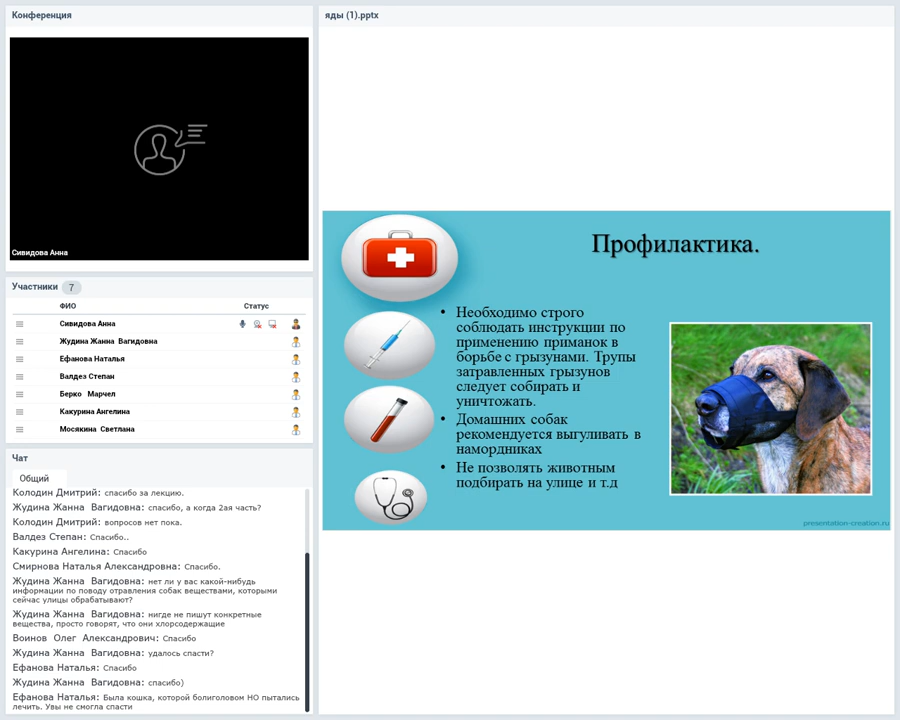 Конференция
Сивидова Анна
Участники 7
ФИО Статус
Сивидова Анна
Жудина Жанна Вагидовна
Ефанова Наталья
Валдез Степан
Берко Марчел
Какурина Ангелина
Мосякина Светлана
Чат
Общий
Колодин Дмитрий: спасибо за лекцию.
Жудина Жанна Вагидовна: спасибо, а когда 2ая часть?
Колодин Дмитрий: вопросов нет пока.
Валдез Степан: Спасибо..
Какурина Ангелина: Спасибо
Смирнова Наталья Александровна: Спасибо.
Жудина Жанна Вагидовна: нет ли у вас какой-нибудь
информации по поводу отравления собак веществами, которыми
сейчас улицы обрабатывают?
Жудина Жанна Вагидовна: нигде не пишут конкретные
вещества, просто говорят, что они хлорсодержащие
Воинов Олег Александрович: Спасибо
Жудина Жанна Вагидовна: удалось спасти?
Ефанова Наталья: Спасибо
Жудина Жанна Вагидовна: спасибо)
Ефанова Наталья: Была кошка, которой болиголовом НО пытались
лечить. Увы не смогла спасти
яды (1).pptx
Профилактика.
• Необходимо строго
соблюдать инструкции по
применению приманок в
борьбе с грызунами. Трупы
затравленных грызунов
следует собирать и
уничтожать.
• Домашних собак
рекомендуется выгуливать в
намордниках
• Не позволять животным
подбирать на улице и т.д
presentation-creation.ru